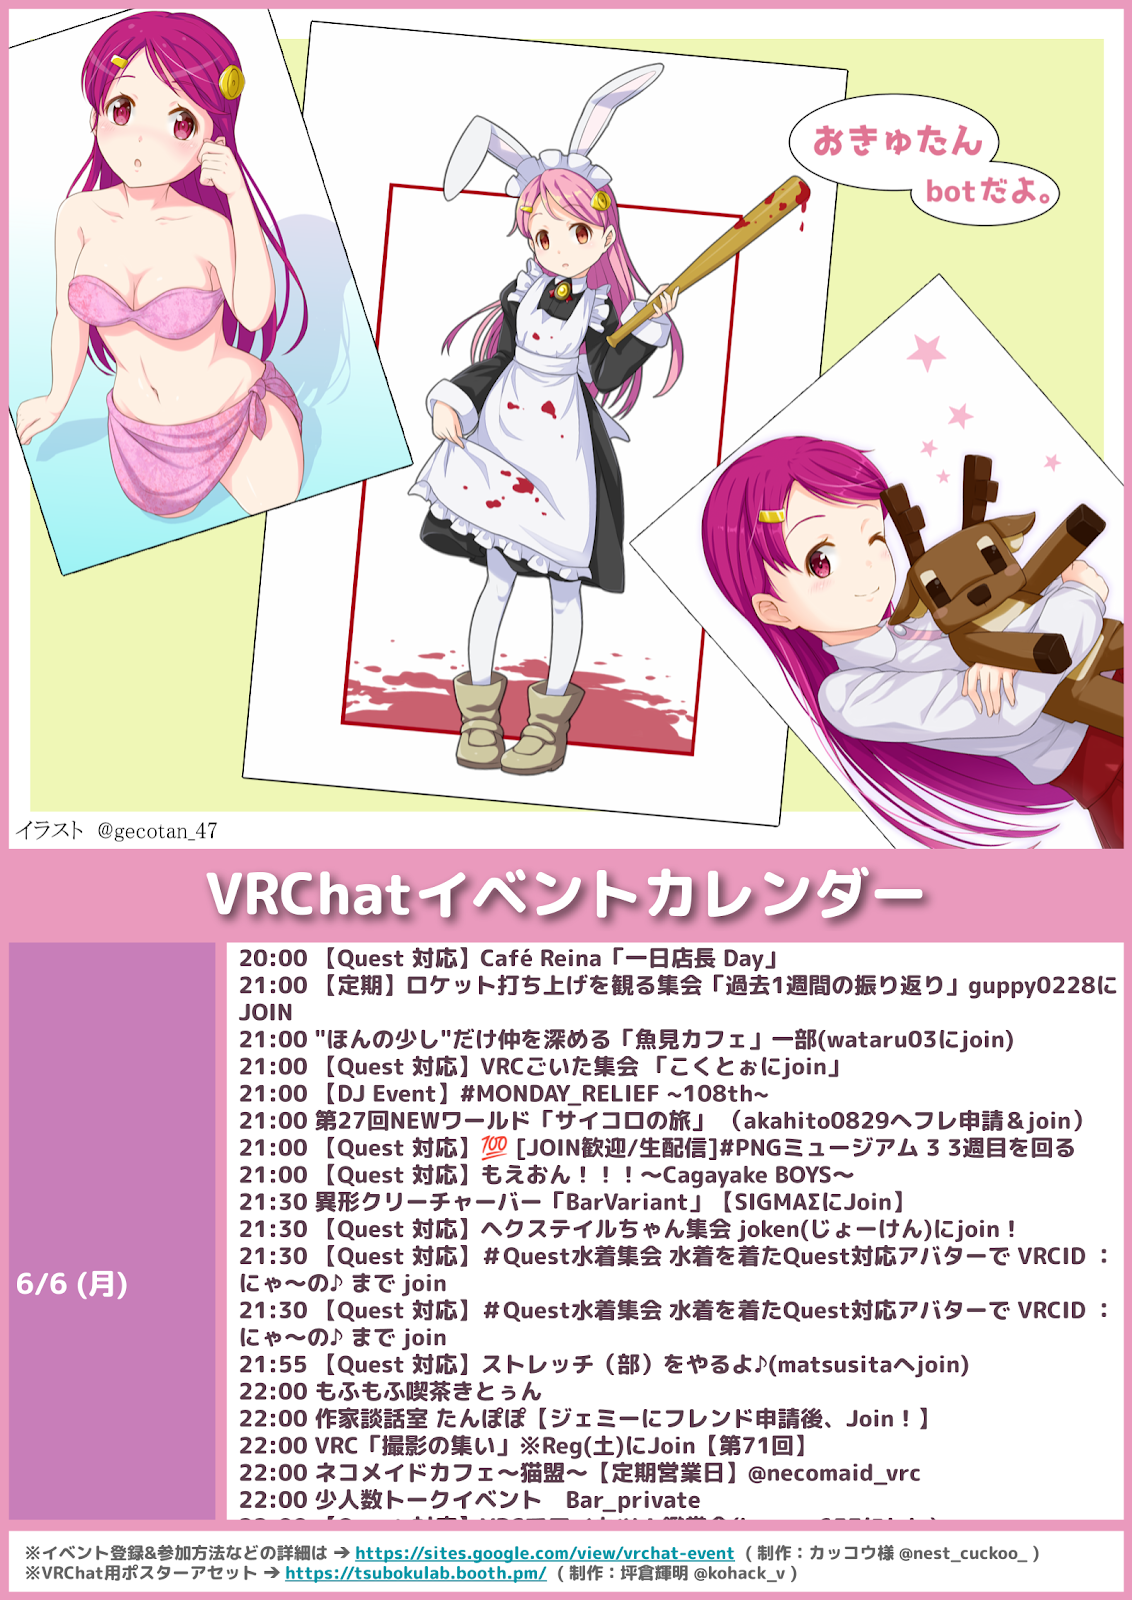 おきゅたん
botだよ。
イラスト @gecotan_47
VRChatイベントカレンダー
6/6 (月)
20:00 【Quest 対応】Café Reina「一日店長 Day」
21:00 【定期】ロケット打ち上げを観る集会「過去1週間の振り返り」guppy0228に
JOIN
21:00 "ほんの少し"だけ仲を深める「魚見カフェ」一部(wataru03にjoin)
21:00 【Quest 対応】VRCごいた集会 「こくとぉにjoin」
21:00 【DJ Event】#MONDAY_RELIEF ~108th~
21:00 第27回NEWワールド「サイコロの旅」 （akahito0829へフレ申請＆join）
21:00 【Quest 対応】💯 [JOIN歓迎/生配信]#PNGミュージアム 3 3週目を回る
21:00 【Quest 対応】もえおん！！！～Cagayake BOYS～
21:30 異形クリーチャーバー「BarVariant」【SIGMAΣにJoin】
21:30 【Quest 対応】ヘクステイルちゃん集会 joken(じょーけん)にjoin！
21:30 【Quest 対応】＃Quest水着集会 水着を着たQuest対応アバターで VRCID ：
にゃ～の♪ まで join
21:30 【Quest 対応】＃Quest水着集会 水着を着たQuest対応アバターで VRCID ：
にゃ～の♪ まで join
21:55 【Quest 対応】ストレッチ（部）をやるよ♪(matsusitaへjoin)
22:00 もふもふ喫茶きとぅん
22:00 作家談話室 たんぽぽ【ジェミーにフレンド申請後、Join！】
22:00 VRC「撮影の集い」※Reg(土)にJoin【第71回】
22:00 ネコメイドカフェ～猫盟～【定期営業日】@necomaid_vrc
22:00 少人数トークイベント　Bar_private
※イベント登録&参加方法などの詳細は ➔ https://sites.google.com/view/vrchat-event ( 制作：カッコウ様 @nest_cuckoo_ )
※VRChat用ポスターアセット ➔ https://tsubokulab.booth.pm/ ( 制作：坪倉輝明 @kohack_v )